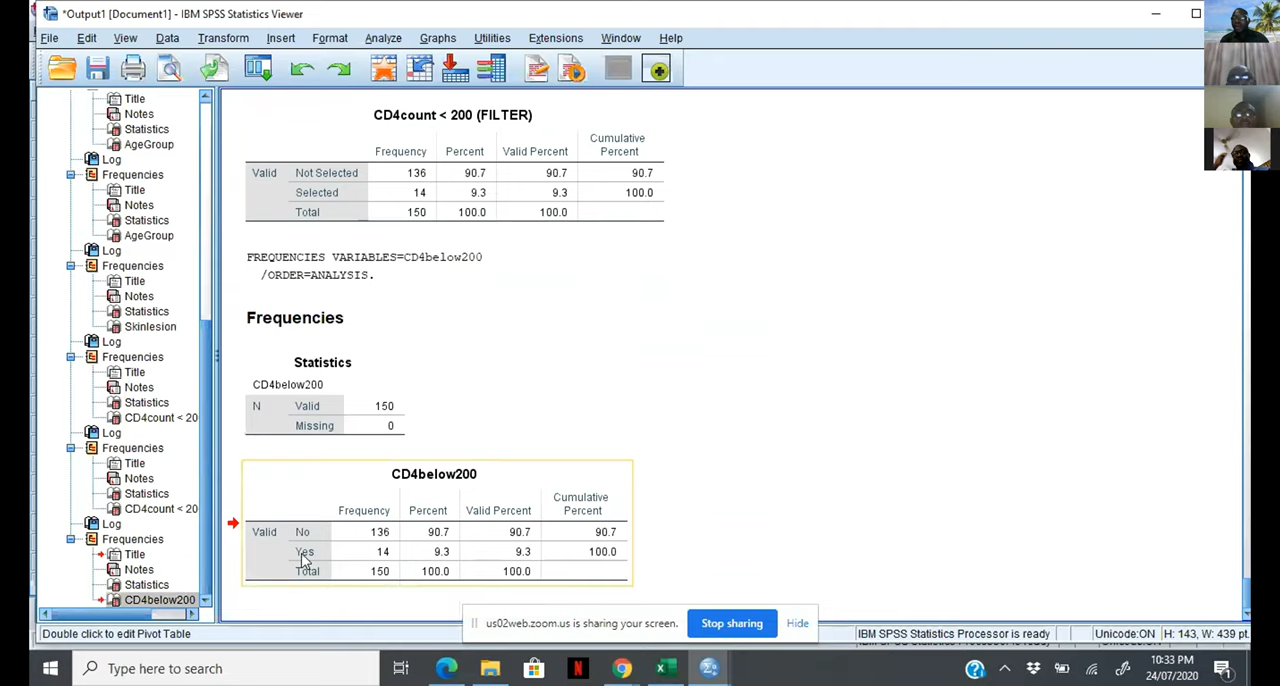 *Output1 [Document1] - IBM SPSS Statistics Viewer
File Edit View Data Transform Insert Format Analyze Graphs Utilities Extensions Window Help
Title
Notes
Statistics
AgeGroup
Log
Frequencies
Title
Notes
Statistics
AgeGroup
Log
Frequencies
Title
Notes
Statistics
Skinlesion
Log
Frequencies
Title
Notes
Statistics
CD4count < 20
Log
Frequencies
Title
Notes
Statistics
CD4count < 20
Log
Frequencies
Title
Notes
Statistics
CD4below200
CD4count < 200 (FILTER)
Frequency Percent Valid Percent Cumulative Percent
Valid Not Selected 136 90.7 90.7 90.7
Selected 14 9.3 9.3 100.0
Total 150 100.0 100.0
FREQUENCIES VARIABLES=CD4below200
/ORDER=ANALYSIS.
Frequencies
Statistics
CD4below200
N Valid 150
Missing 0
CD4below200
Frequency Percent Valid Percent Cumulative Percent
Valid No 136 90.7 90.7 90.7
Yes 14 9.3 9.3 100.0
Total 150 100.0 100.0
us02web.zoom.us is sharing your screen. Stop sharing Hide
Double click to edit Pivot Table IBM SPSS Statistics Processor is ready Unicode:ON H: 143, W: 439 pt.
Type here to search
10:33 PM
24/07/2020